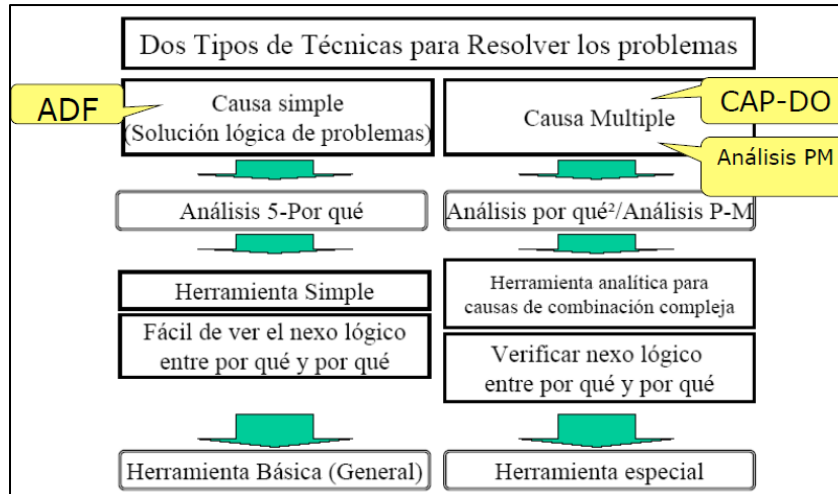 Dos Tipos de Técnicas para Resolver los problemas
ADF
Causa simple
(Solución lógica de problemas)
Causa Multiple
CAP-DO
Análisis PM
Análisis 5-Por qué
Análisis por qué²/Análisis P-M
Herramienta Simple
Fácil de ver el nexo lógico
entre por qué y por qué
Herramienta analítica para
causas de combinación compleja
Verificar nexo lógico
entre por qué y por qué
Herramienta Básica (General)
Herramienta especial